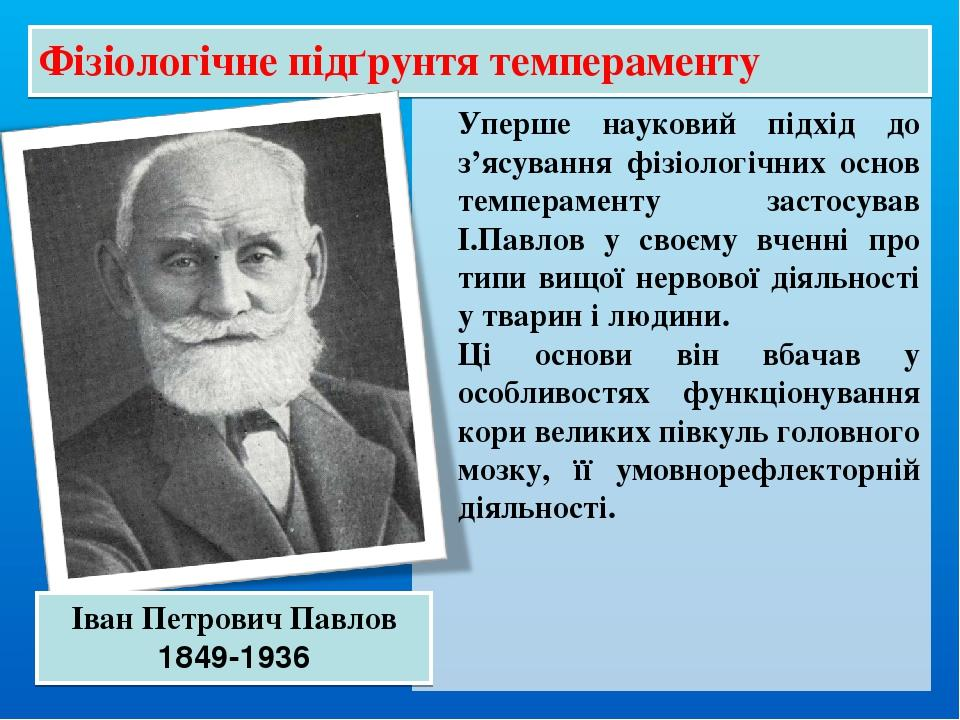 Фізіологічне підґрунтя темпераменту
Уперше науковий підхід до
з’ясування фізіологічних основ
темпераменту застосував
І.Павлов у своєму вченні про
типи вищої нервової діяльності
у тварин і людини.
Ці основи він вбачав у
особливостях функціонування
кори великих півкуль головного
мозку, її умовнорефлекторній
діяльності.
Іван Петрович Павлов
1849-1936